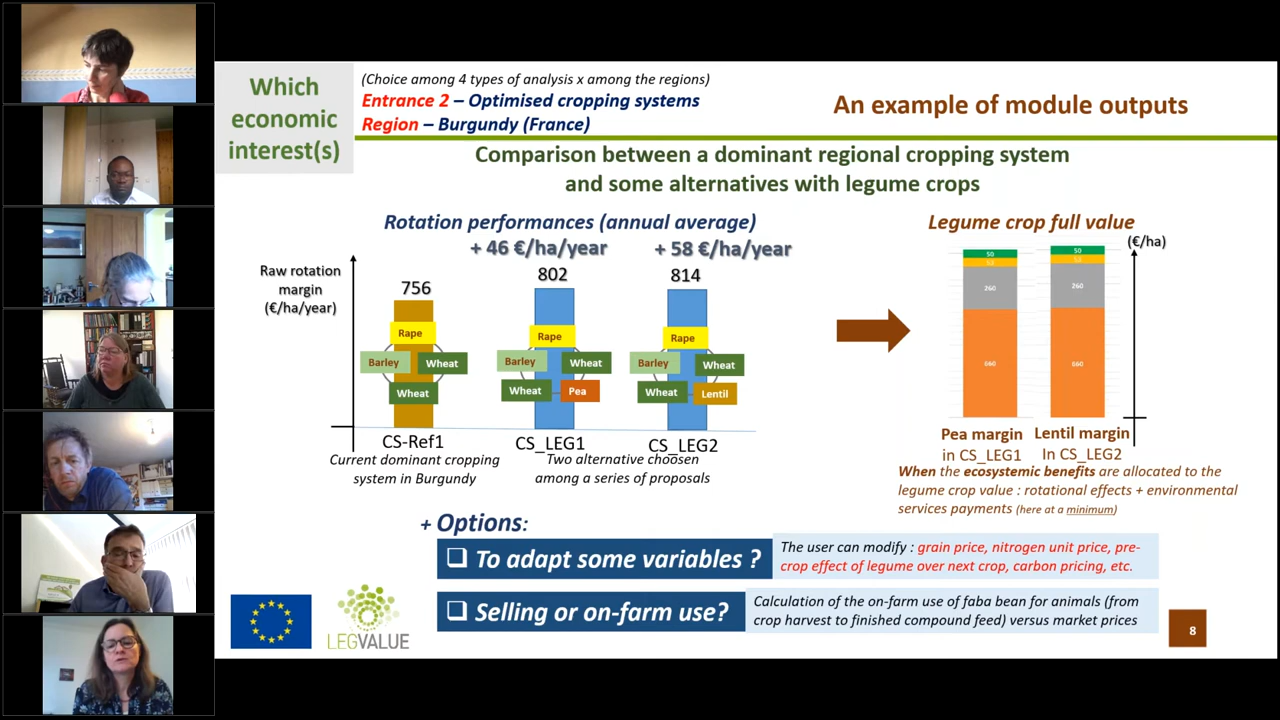 Which
economic
interest(s)
(Choice among 4 types of analysis x among the regions)
Entrance 2 – Optimised cropping systems
Region – Burgundy (France)
An example of module outputs
Comparison between a dominant regional cropping system
and some alternatives with legume crops
Rotation performances (annual average)
+ 46 €/ha/year
+ 58 €/ha/year
Raw rotation
margin
(€/ha/year)
756
802
814
Rape
Barley
Wheat
Wheat
Rape
Barley
Wheat
Wheat
Pea
Rape
Barley
Wheat
Wheat
Lentil
CS-Ref1
CS_LEG1
CS_LEG2
Current dominant cropping
system in Burgundy
Two alternative choosen
among a series of proposals
Legume crop full value
(€/ha)
50
260
660
50
260
660
Pea margin
in CS_LEG1
Lentil margin
In CS_LEG2
When the ecosystemic benefits are allocated to the
legume crop value : rotational effects + environmental
services payments (here at a minimum)
+ Options:
❑ To adapt some variables ?
The user can modify : grain price, nitrogen unit price, pre-
crop effect of legume over next crop, carbon pricing, etc.
❑ Selling or on-farm use?
Calculation of the on-farm use of faba bean for animals (from
crop harvest to finished compound feed) versus market prices
LEGVALUE
8